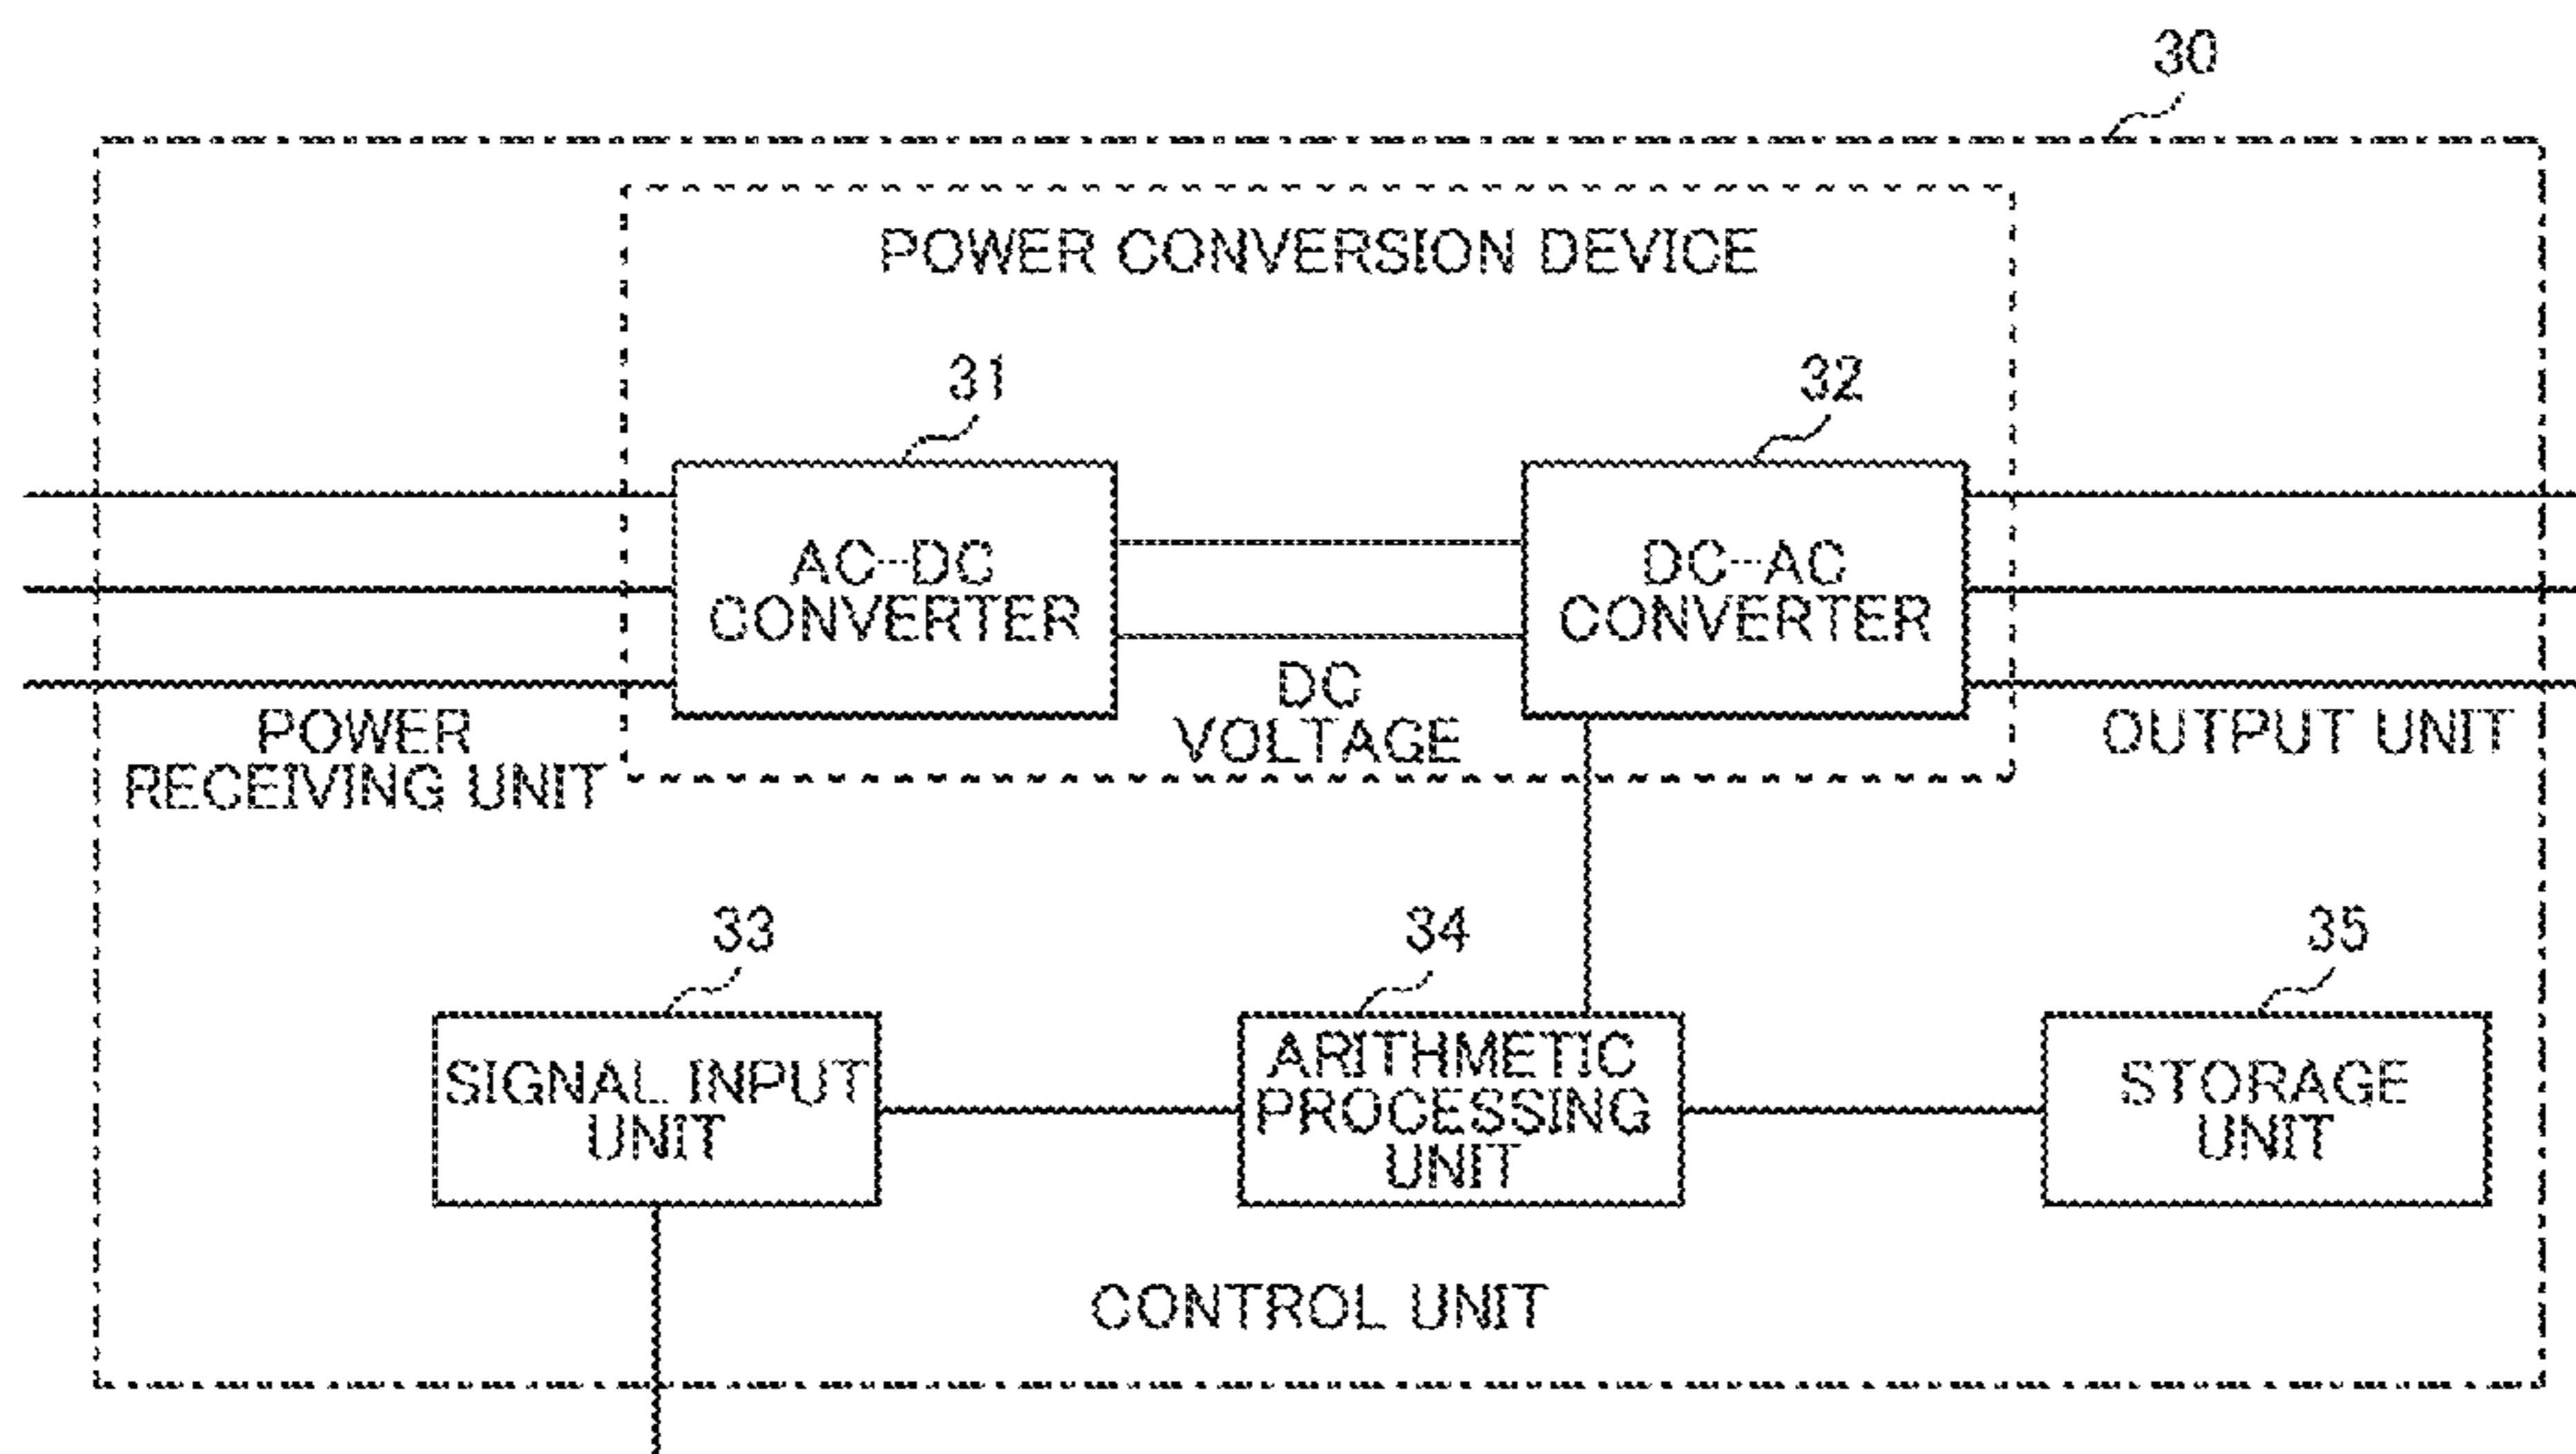 30
POWER CONVERSION DEVICE
31
32
AC-DC
CONVERTER
DC-AC
CONVERTER
DC
VOLTAGE
POWER
RECEIVING UNIT
OUTPUT UNIT
33
34
35
SIGNAL INPUT
UNIT
ARITHMETIC
PROCESSING
UNIT
STORAGE
UNIT
CONTROL UNIT